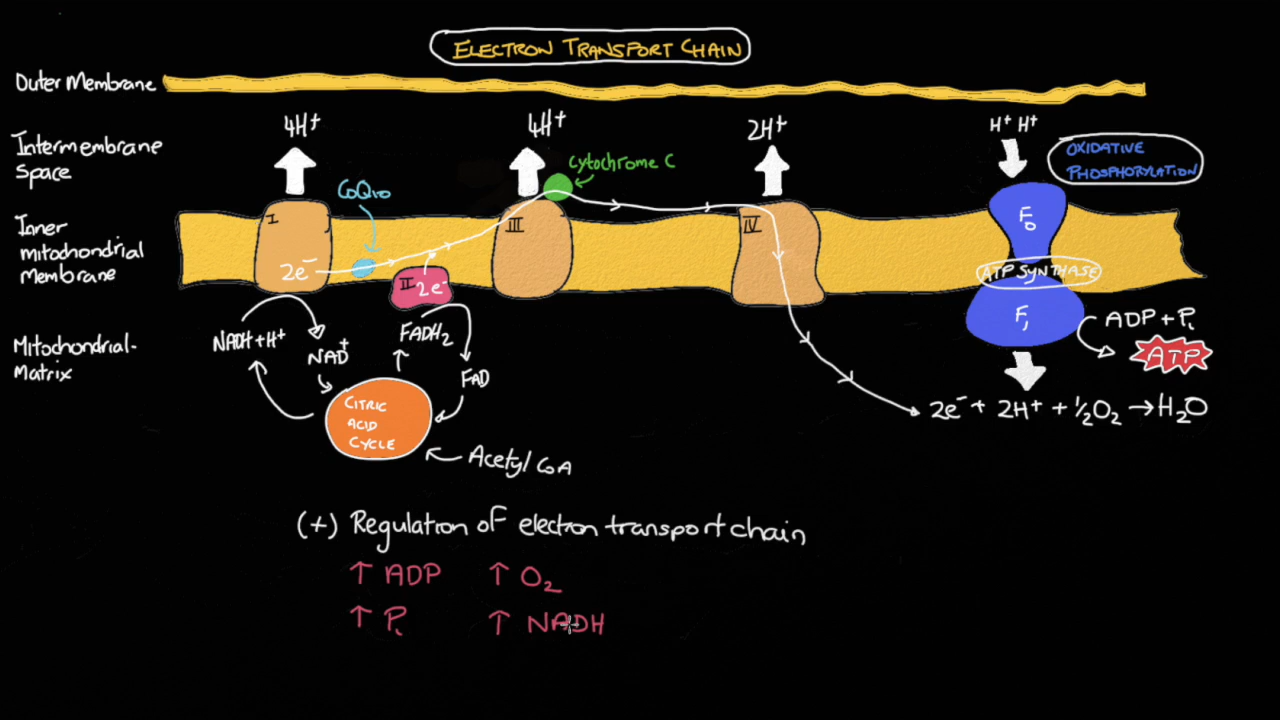 ELECTRON TRANSPORT CHAIN
Outer Membrane
4H+
4H+
2H+
H+ H+
Intermembrane
Space
OXIDATIVE
PHOSPHORYLATION
Cytochrome C
CoQ10
Inner
mitochondrial
Membrane
I
III
IV
F0
2e-
II 2e-
ATP SYNTHASE
F1
NADH+H+
NAD+
FADH2
FAD
ADP + Pi
ATP
Mitochondrial-
Matrix
CITRIC
ACID
CYCLE
2e- + 2H+ + 1/2O2 → H2O
Acetyl CoA
(+) Regulation of electron transport chain
↑ ADP ↑ O2
↑ Pi ↑ NADH